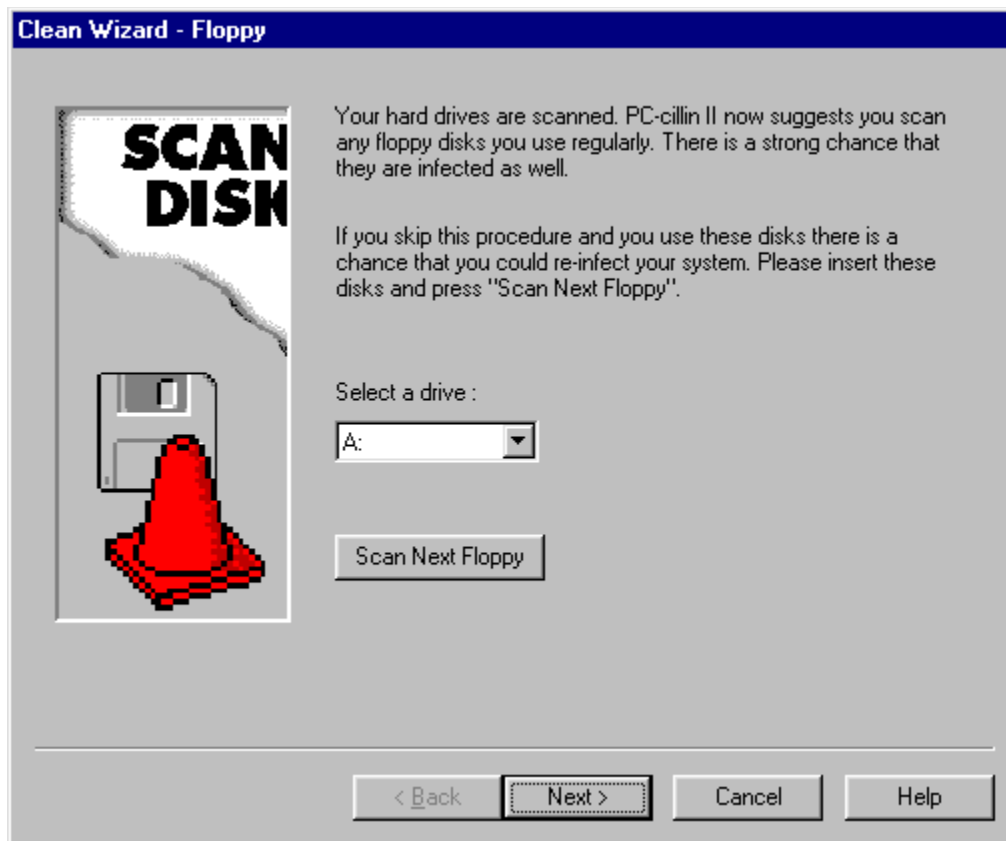 Clean Wizard - Floppy
SCAN
DISK
Your hard drives are scanned. PC-cillin II now suggests you scan
any floppy disks you use regularly. There is a strong chance that
they are infected as well.
If you skip this procedure and you use these disks there is a
chance that you could re-infect your system. Please insert these
disks and press "Scan Next Floppy".
Select a drive :
A:
Scan Next Floppy
< Back
Next >
Cancel
Help